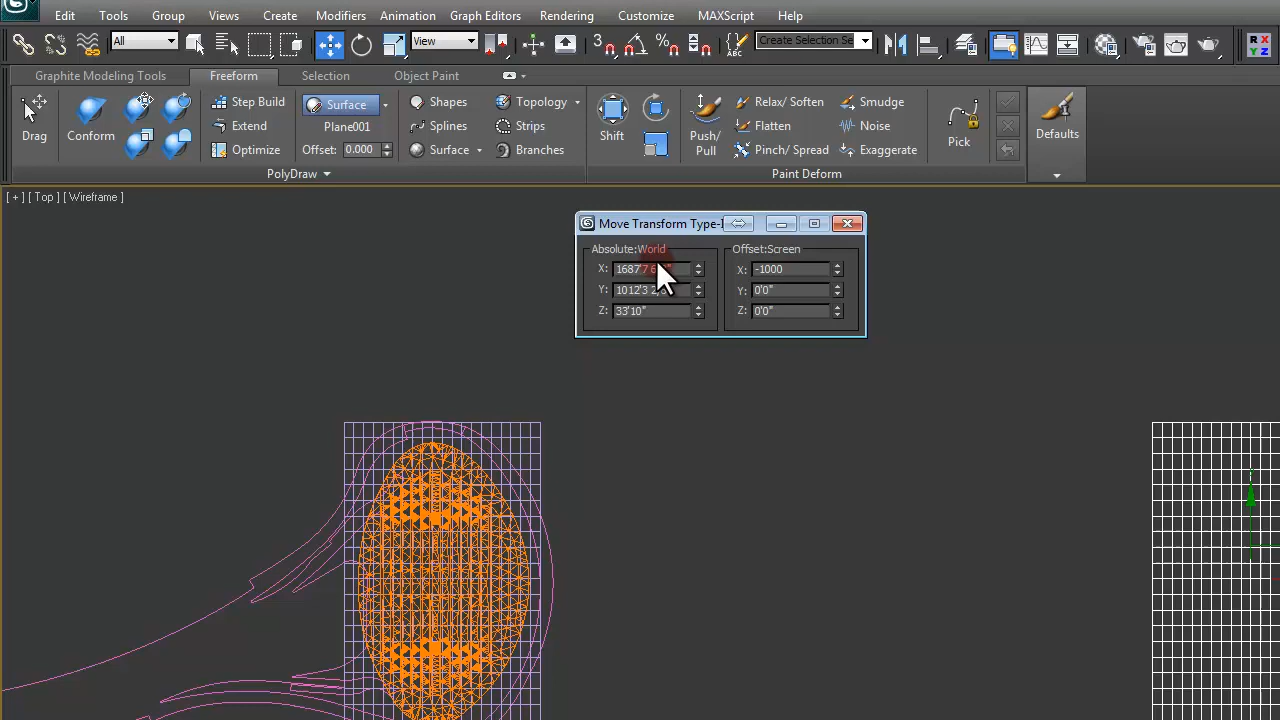 Edit Tools Group Views Create Modifiers Animation Graph Editors Rendering Customize MAXScript Help
All View Create Selection Se
Graphite Modeling Tools Freeform Selection Object Paint
Drag Conform Step Build Extend Optimize Surface Plane001 Offset: 0.000 Shapes Splines Surface Topology Strips Branches Shift Push/ Pull Relax/ Soften Flatten Pinch/ Spread Smudge Noise Exaggerate Pick Defaults
PolyDraw Paint Deform
[ + ] [ Top ] [ Wireframe ]
Move Transform Type-I
Absolute:World Offset:Screen
X: X: -1000
Y: 1012'3 Y: 0'0"
Z: 33'10" Z: 0'0"